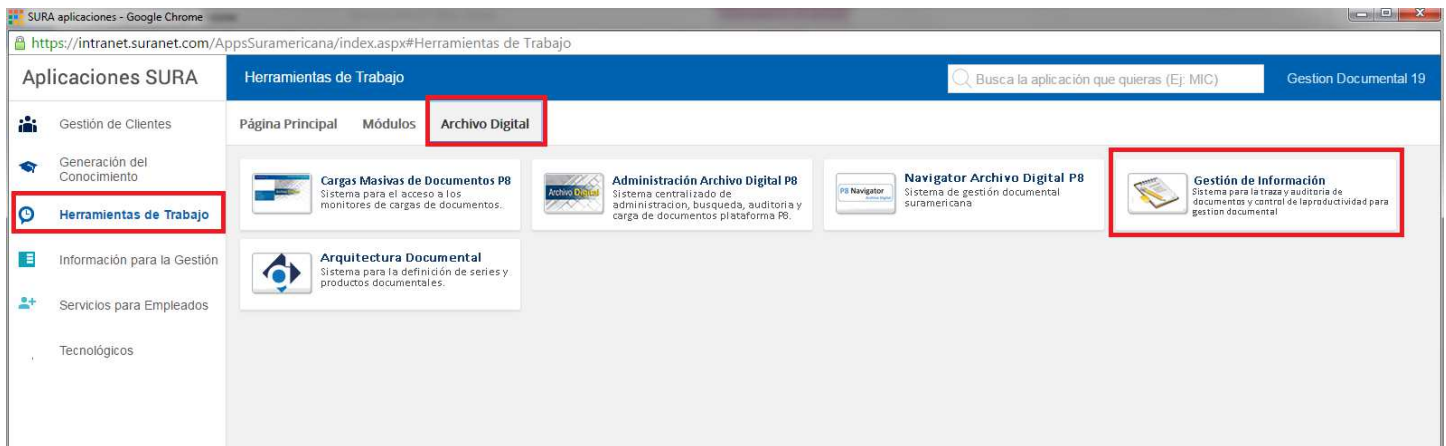 SURA aplicaciones - Google Chrome
https://intranet.suranet.com/AppsSuramericana/index.aspx#Herramientas de Trabajo
Aplicaciones SURA
Herramientas de Trabajo
Busca la aplicación que quieras (Ej: MIC)
Gestion Documental 19
Gestión de Clientes
Generación del
Conocimiento
Herramientas de Trabajo
Información para la Gestión
Servicios para Empleados
Tecnológicos
Página Principal
Módulos
Archivo Digital
Cargas Masivas de Documentos P8
Sistema para el acceso a los
monitores de cargas de documentos.
Archivo Digital
Administración Archivo Digital P8
Sistema centralizado de
administracion, busqueda, auditoria y
carga de documentos plataforma P8.
P8 Navigator
Navigator Archivo Digital P8
Sistema de gestión documental
suramericana
Gestión de Información
Sistema para la traza y auditoria de
documentos y control de laproductividad para
gestion documental
Arquitectura Documental
Sistema para la definición de series y
productos documentales.